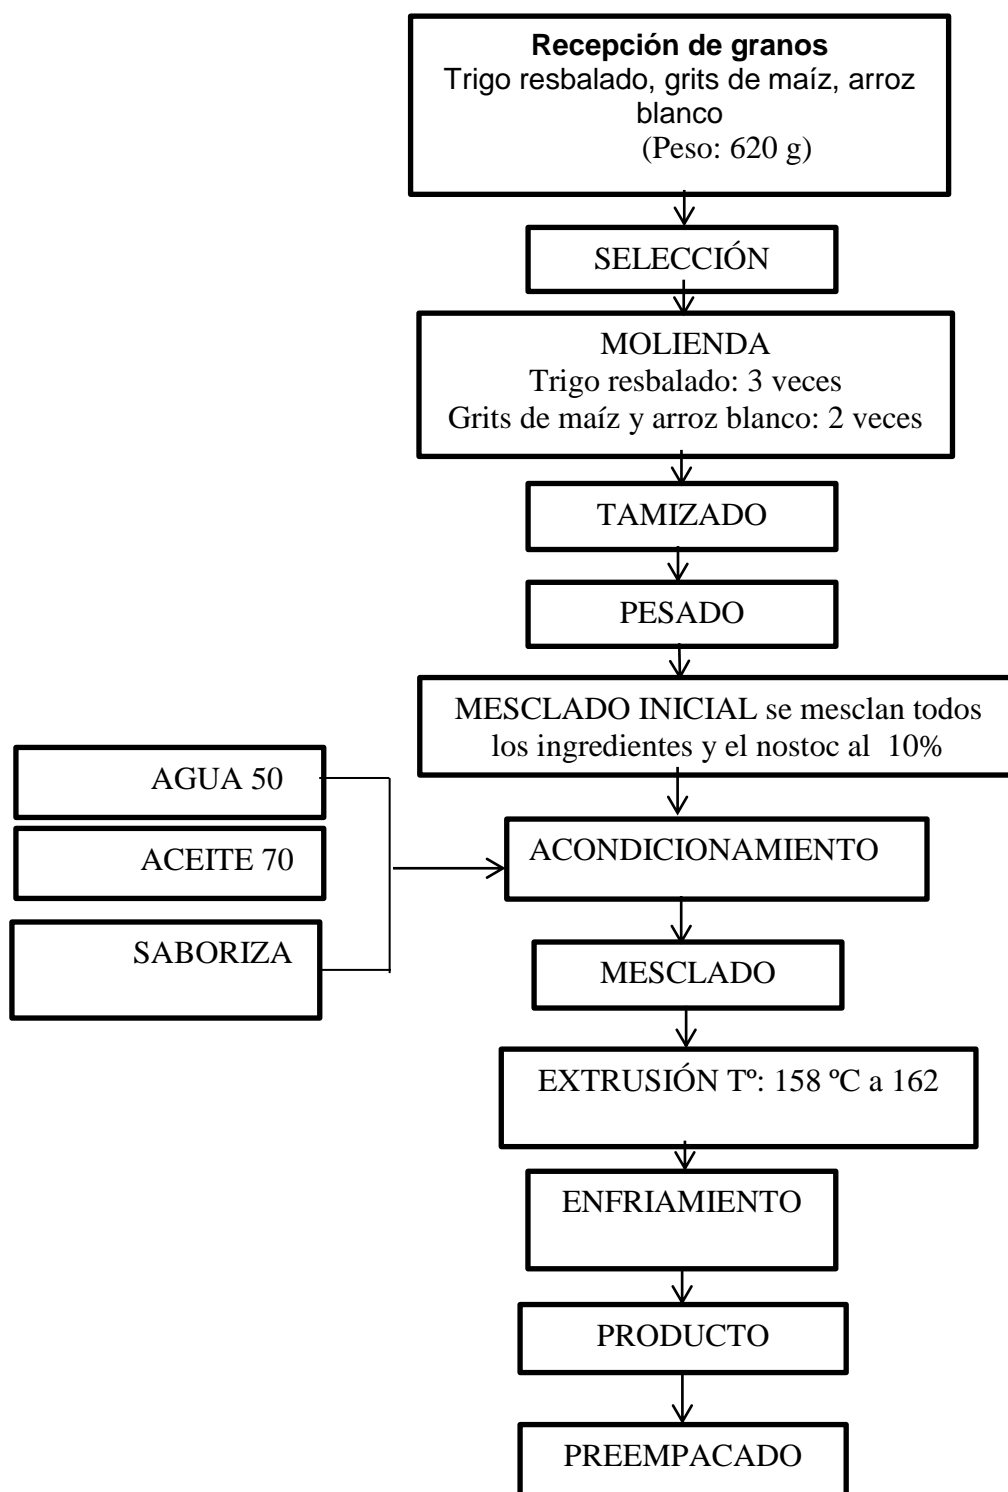 Recepción de granos
Trigo resbalado, grits de maíz, arroz
blanco
(Peso: 620 g)
SELECCIÓN
MOLIENDA
Trigo resbalado: 3 veces
Grits de maíz y arroz blanco: 2 veces
TAMIZADO
PESADO
MESCLADO INICIAL se mesclan todos
los ingredientes y el nostoc al 10%
AGUA 50
ACEITE 70
SABORIZA
ACONDICIONAMIENTO
MESCLADO
EXTRUSIÓN Tº: 158 ºC a 162
ENFRIAMIENTO
PRODUCTO
PREEMPACADO